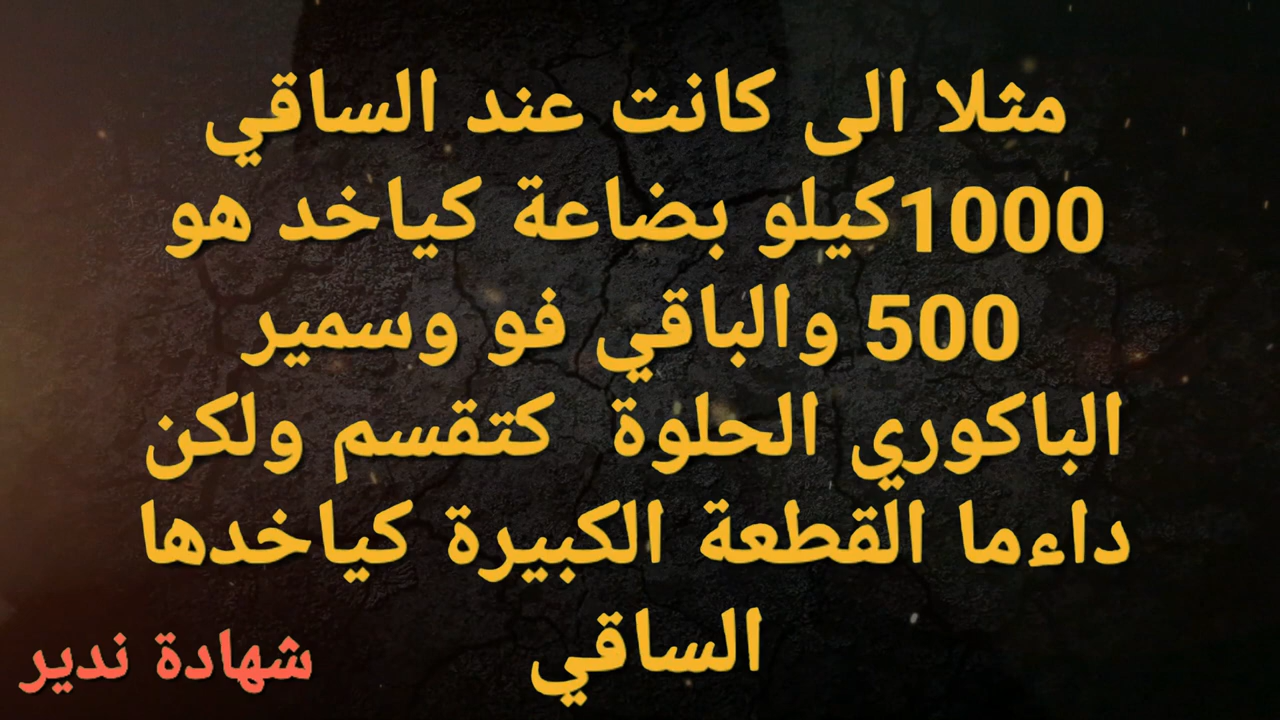 مثلا الى كانت عند الساقي
1000كيلو بضاعة كياخد هو
500 والباقي فو وسمير
الباكوري الحلوة كتقسم ولكن
داءما القطعة الكبيرة كياخدها
الساقي
شهادة ندير